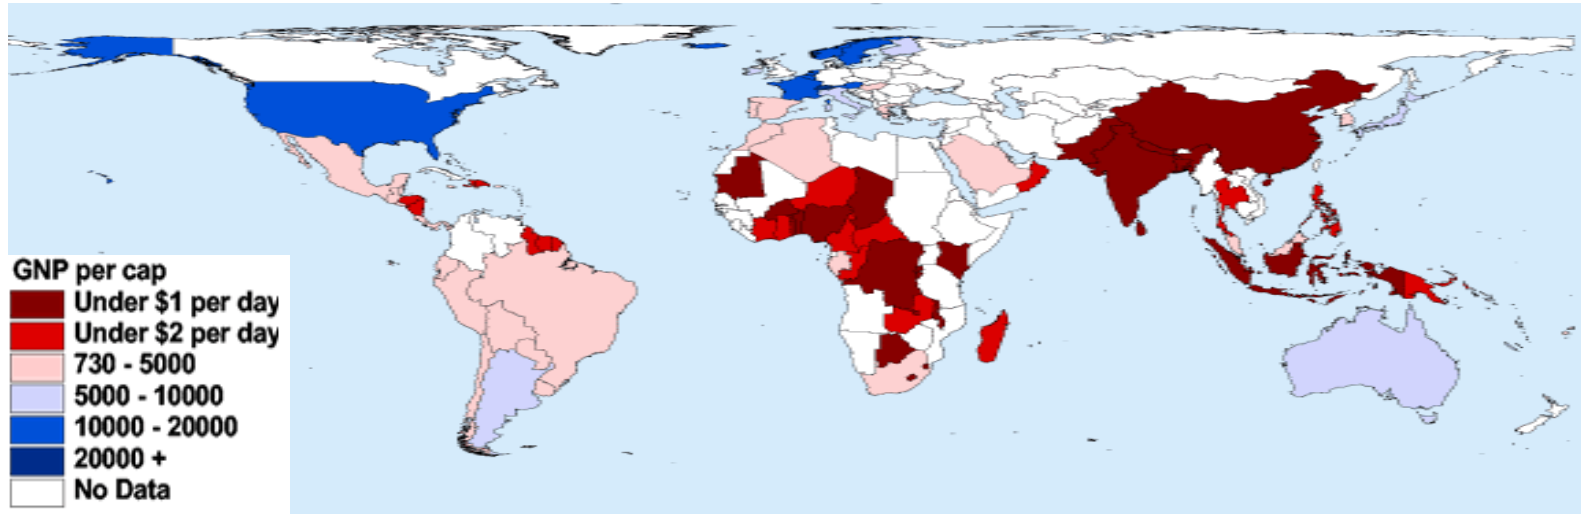 GNP per cap
Under $1 per day
Under $2 per day
730 - 5000
5000 - 10000
10000 - 20000
20000 +
No Data